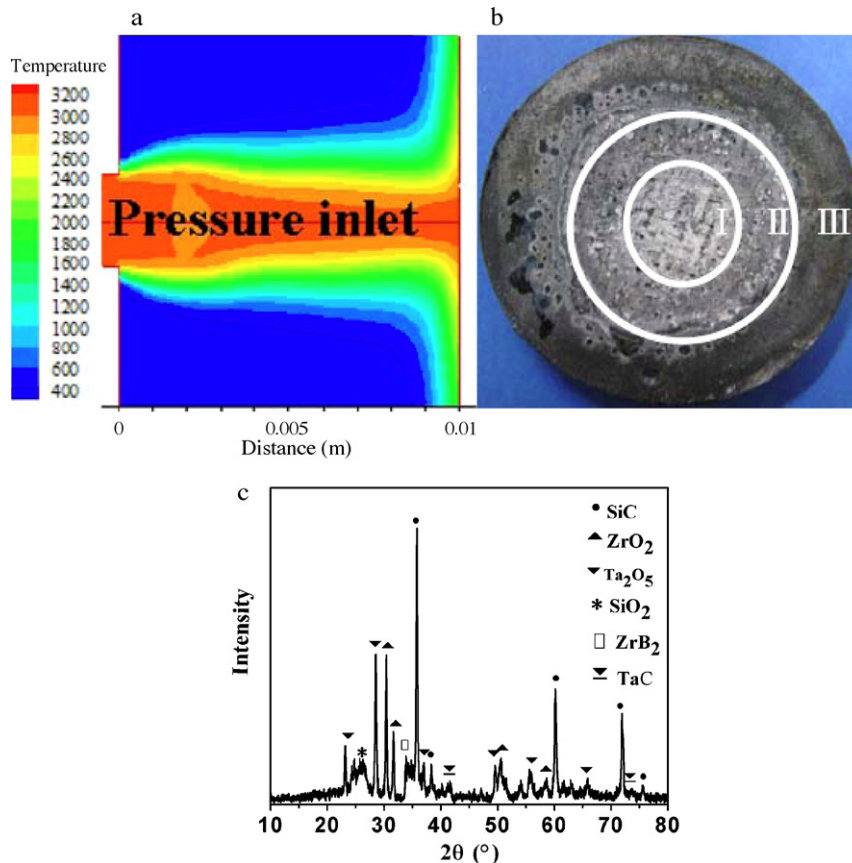 a
b
Temperature
3200
2800
2600
2400
2200
2000
1800
1600
1400
1200
1000
800
600
400
Pressure inlet
0
0.005
0.01
Distance (m)
I
II
III
c
Intensity
SiC
ZrO2
Ta2O5
SiO2
ZrB2
TaC
10 20 30 40 50 60 70 80
2θ (°)